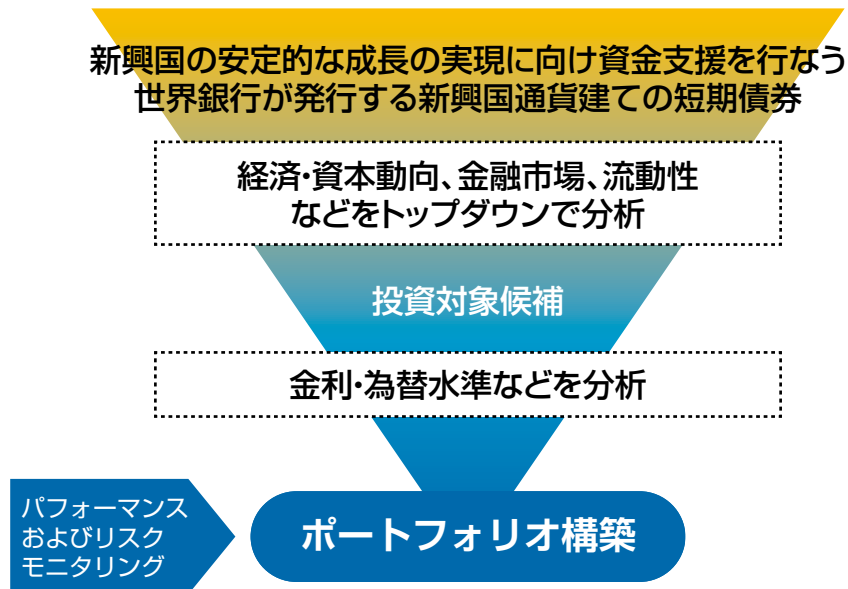 新興国の安定的な成長の実現に向け資金支援を行なう
世界銀行が発行する新興国通貨建ての短期債券
経済・資本動向、金融市場、流動性
などをトップダウンで分析
投資対象候補
金利・為替水準などを分析
パフォーマンス
およびリスク
モニタリング
ポートフォリオ構築